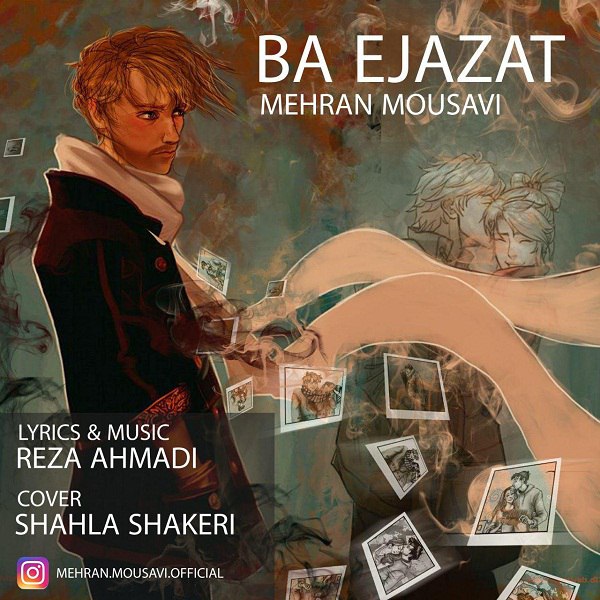 BA EJAZAT
MEHRAN MOUSAVI
LYRICS & MUSIC
REZA AHMADI
COVER
SHAHLA SHAKERI
MEHRAN.MOUSAVI.OFFICIAL